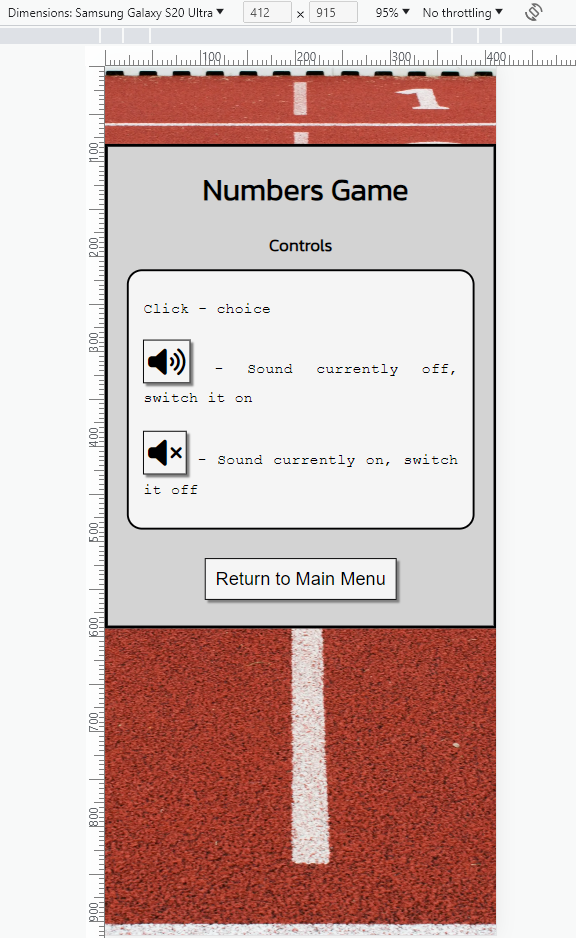 Dimensions: Samsung Galaxy S20 Ultra 412 x 915 95% No throttling
100 200 300 400
1
100
Numbers Game
200
Controls
300
Click - choice
- Sound currently off,
switch it on
400
- Sound currently on, switch
it off
500
Return to Main Menu
600
700
800
900